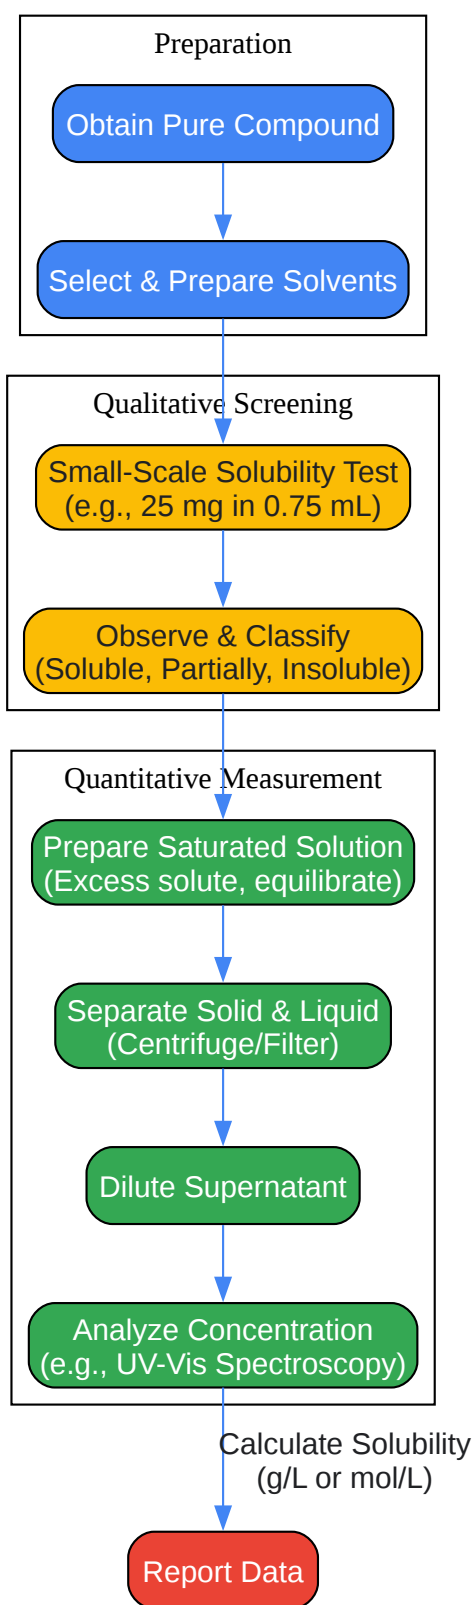 Preparation
Obtain Pure Compound
Select & Prepare Solvents
Qualitative Screening
Small-Scale Solubility Test
(e.g., 25 mg in 0.75 mL)
Observe & Classify
(Soluble, Partially, Insoluble)
Quantitative Measurement
Prepare Saturated Solution
(Excess solute, equilibrate)
Separate Solid & Liquid
(Centrifuge/Filter)
Dilute Supernatant
Analyze Concentration
(e.g., UV-Vis Spectroscopy)
Calculate Solubility
(g/L or mol/L)
Report Data